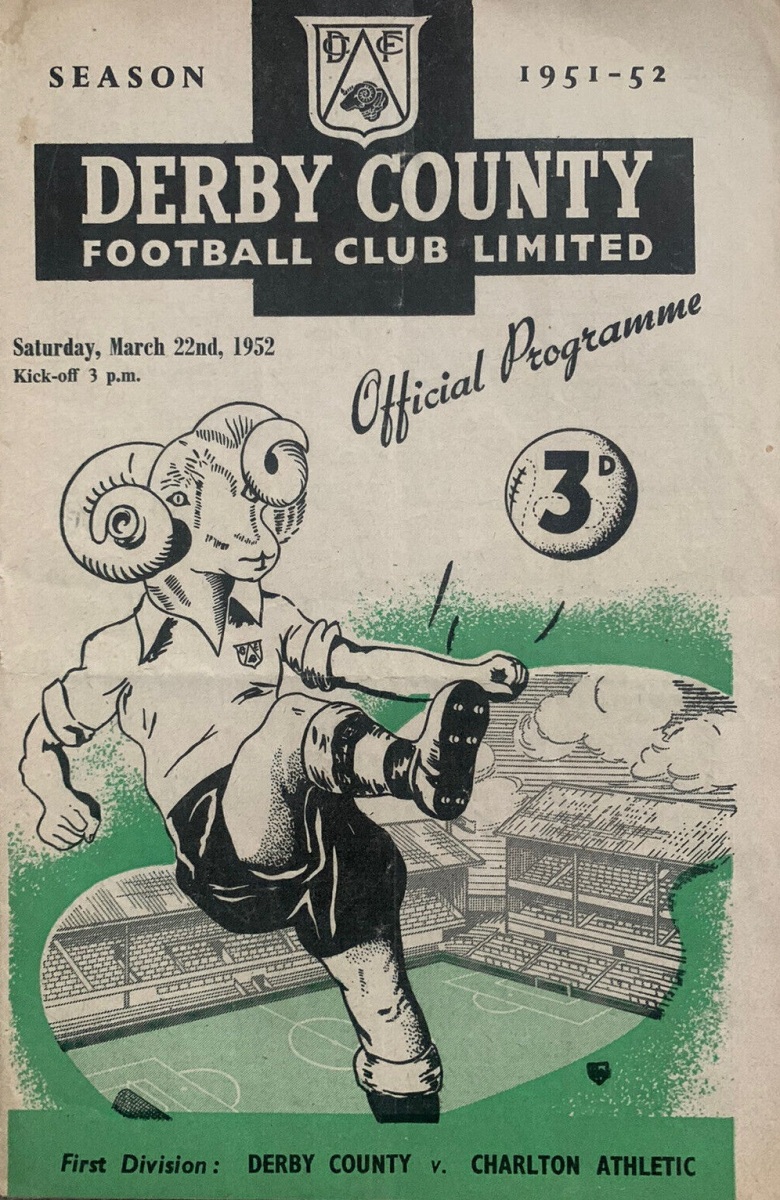 DCFC
SEASON 1951-52
DERBY COUNTY
FOOTBALL CLUB LIMITED
Saturday, March 22nd, 1952
Kick-off 3 p.m.
Official Programme
3D
First Division: DERBY COUNTY v. CHARLTON ATHLETIC